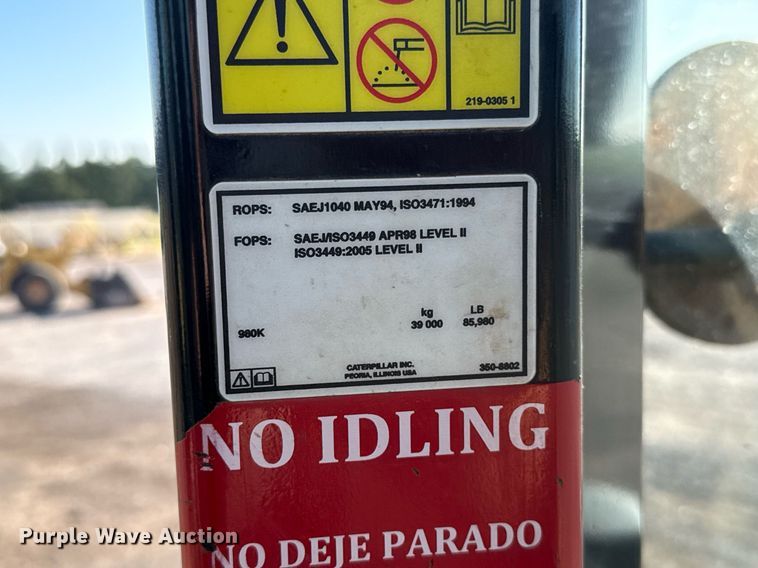 219-0305 1
ROPS: SAEJ1040 MAY94, ISO3471:1994
FOPS: SAEJ/ISO3449 APR98 LEVEL II
ISO3449:2005 LEVEL II
kg LB
980K 39 000 85,980
CATERPILLAR INC.
PEORIA, ILLINOIS USA 350-8802
NO IDLING
NO DEJE PARADO
Purple Wave Auction